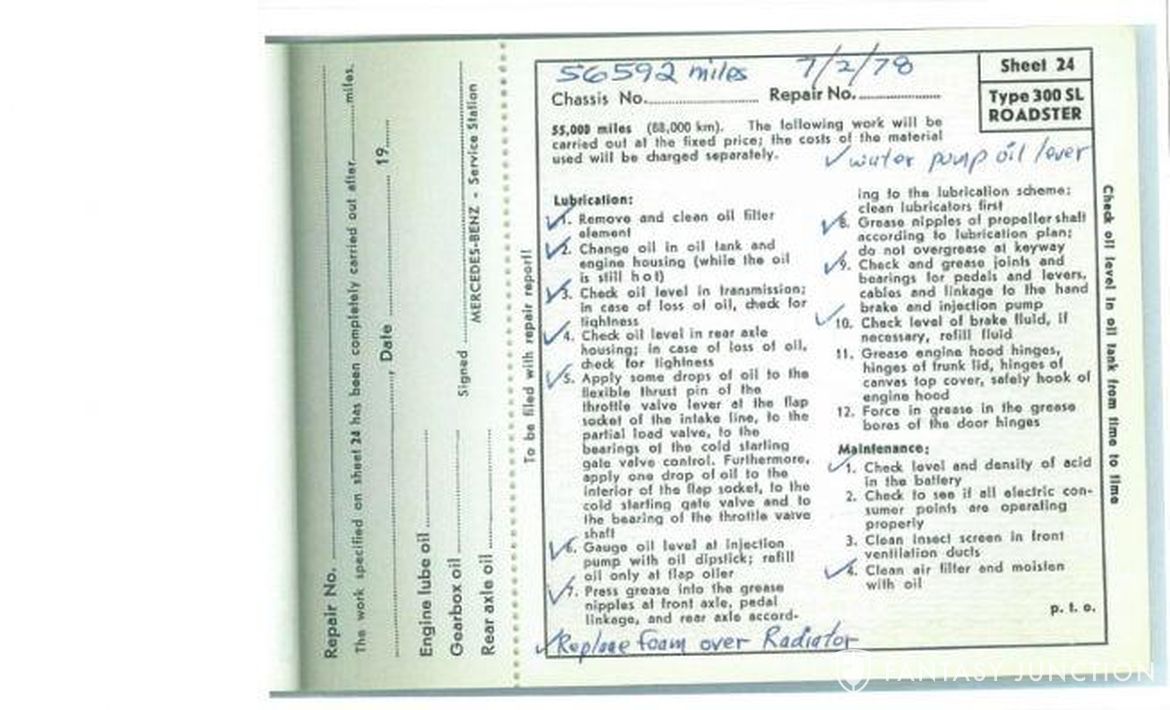 Repair No.
The work specified on sheet 24 has been completely carried out after miles.
, Date 19
Engine lube oil
Gearbox oil
Rear axle oil
Signed
MERCEDES-BENZ - Service Station
To be filed with repair report!
56592 miles 7/2/78
Chassis No. Repair No.
Sheet 24
Type 300 SL
ROADSTER
55,000 miles (88,000 km). The following work will be
carried out at the fixed price; the costs of the material
used will be charged separately.
✓ water pump oil lever
Lubrication:
✓1. Remove and clean oil filter
element
✓2. Change oil in oil tank and
engine housing (while the oil
is still hot)
✓3. Check oil level in transmission;
in case of loss of oil, check for
tightness
✓4. Check oil level in rear axle
housing; in case of loss of oil,
check for tightness
✓5. Apply some drops of oil to the
flexible thrust pin of the
throttle valve lever at the flap
socket of the intake line, to the
partial load valve, to the
bearings of the cold starting
gate valve control. Furthermore,
apply one drop of oil to the
interior of the flap socket, to the
cold starting gate valve and to
the bearing of the throttle valve
shaft
✓6. Gauge oil level at injection
pump with oil dipstick; refill
oil only at flap oiler
✓7. Press grease into the grease
nipples at front axle, pedal
linkage, and rear axle accord-
ing to the lubrication scheme;
clean lubricators first
✓8. Grease nipples of propeller shaft
according to lubrication plan;
do not overgrease at keyway
✓9. Check and grease joints and
bearings for pedals and levers,
cables and linkage to the hand
brake and injection pump
✓10. Check level of brake fluid, if
necessary, refill fluid
11. Grease engine hood hinges,
hinges of trunk lid, hinges of
canvas top cover, safety hook of
engine hood
12. Force in grease in the grease
bores of the door hinges
Maintenance:
✓1. Check level and density of acid
in the battery
2. Check to see if all electric con-
sumer points are operating
properly
3. Clean insect screen in front
ventilation ducts
✓4. Clean air filter and moisten
with oil
p. t. o.
✓Replace foam over Radiator
Check oil level in oil tank from time to time
FANTASY JUNCTION